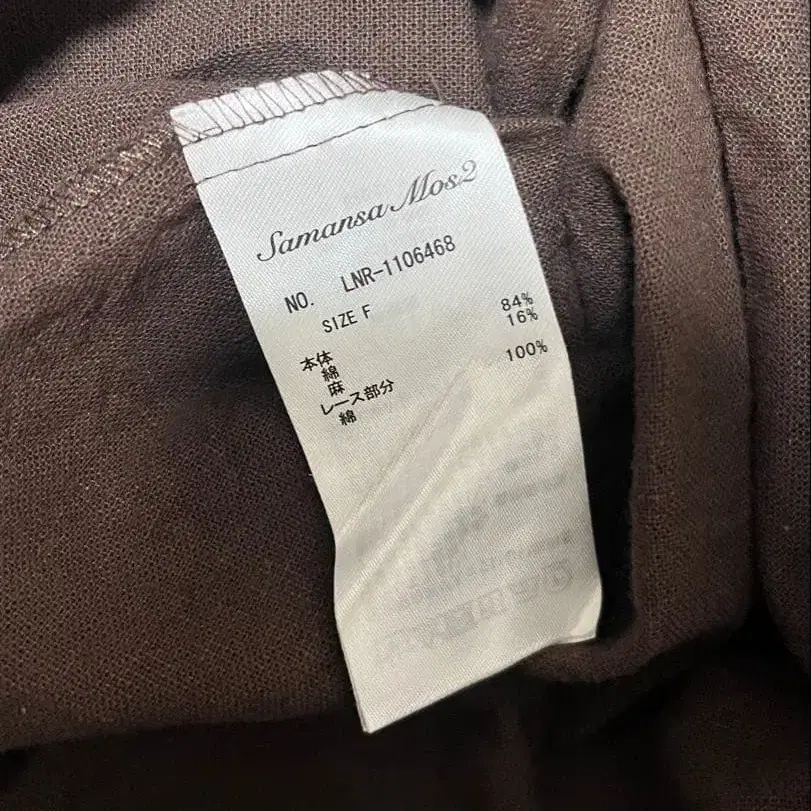 Samansa Mos2
NO. LNR-1106468
SIZE F
本体
綿 84%
麻 16%
レース部分
綿 100%